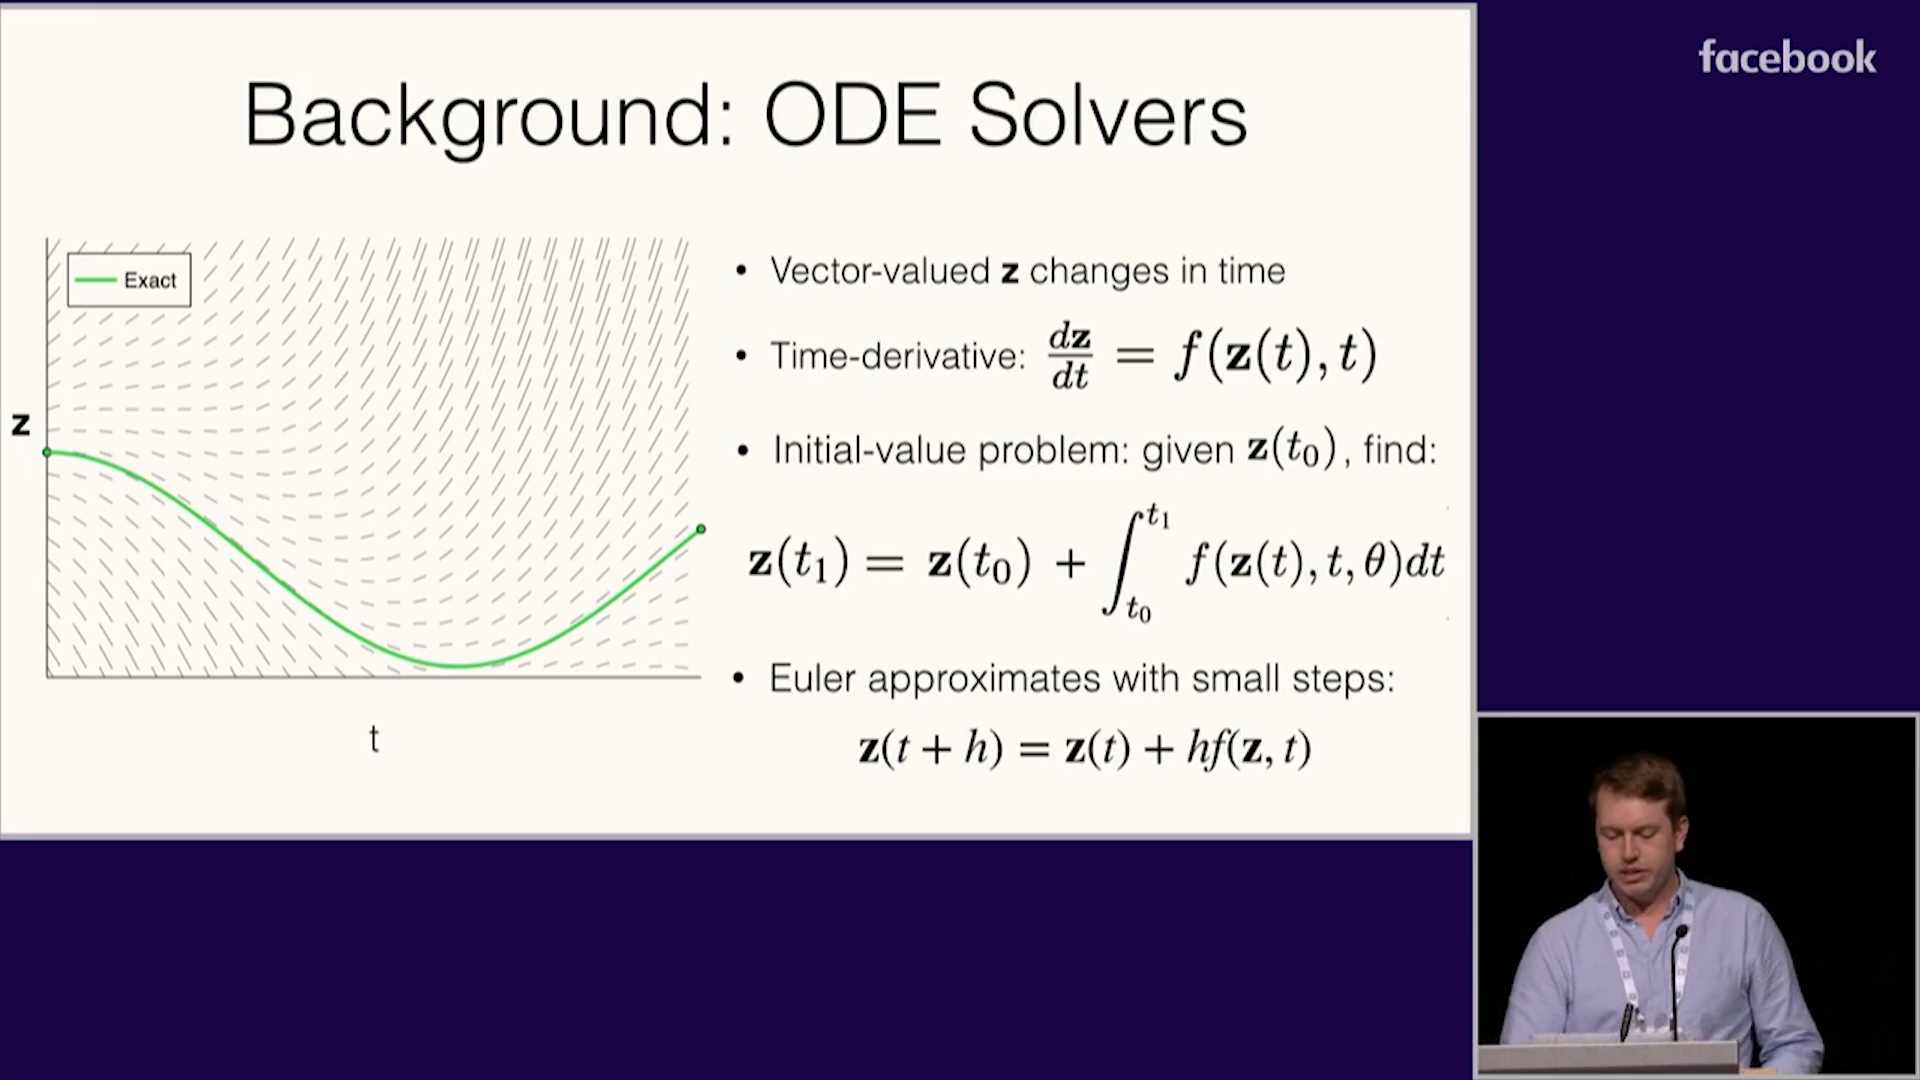 facebook
Background: ODE Solvers
Exact
z
t
• Vector-valued z changes in time
• Time-derivative: dz/dt = f(z(t), t)
• Initial-value problem: given z(t₀), find:
z(t₁) = z(t₀) + ∫_{t₀}^{t₁} f(z(t), t, θ)dt
• Euler approximates with small steps:
z(t + h) = z(t) + hf(z, t)